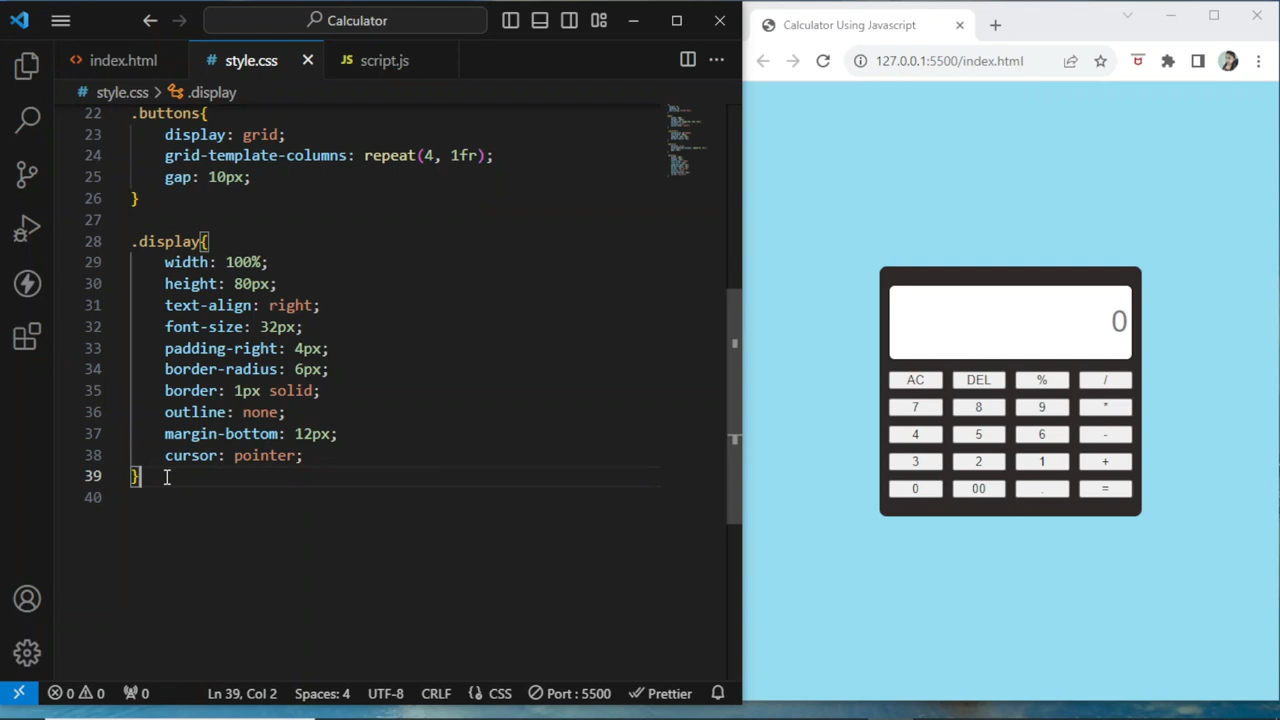 Calculator
index.html
style.css
script.js
style.css > .display
22 .buttons{
23 display: grid;
24 grid-template-columns: repeat(4, 1fr);
25 gap: 10px;
26 }
27
28 .display{
29 width: 100%;
30 height: 80px;
31 text-align: right;
32 font-size: 32px;
33 padding-right: 4px;
34 border-radius: 6px;
35 border: 1px solid;
36 outline: none;
37 margin-bottom: 12px;
38 cursor: pointer;
39 }
40
0 0 0 Ln 39, Col 2 Spaces: 4 UTF-8 CRLF CSS Port : 5500 Prettier
Calculator Using Javascript
127.0.0.1:5500/index.html
0
AC DEL % /
7 8 9 *
4 5 6 -
3 2 1 +
0 00 . =